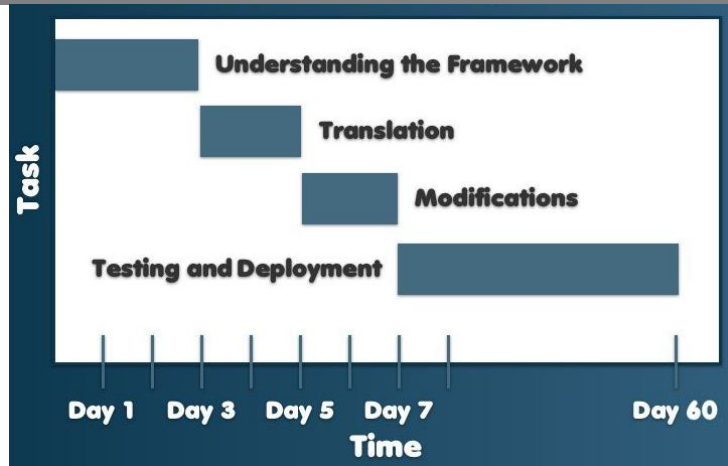 Understanding the Framework
Translation
Modifications
Testing and Deployment
Task
Day 1 Day 3 Day 5 Day 7 Day 60
Time